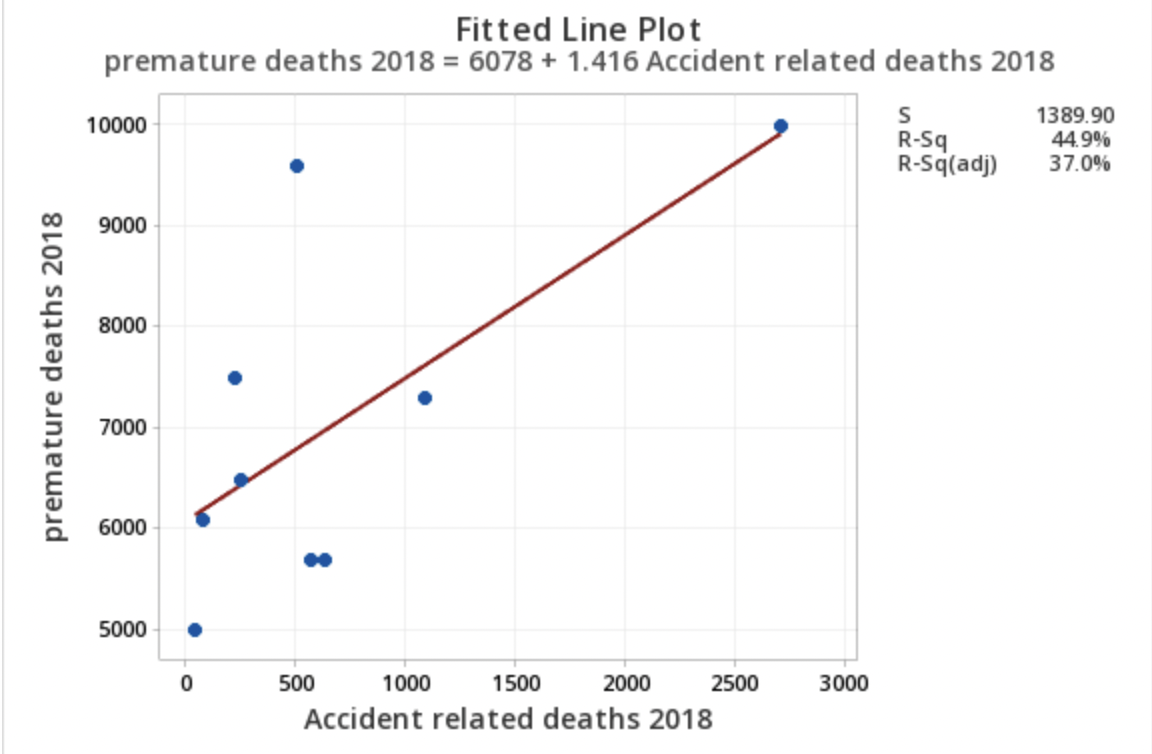 Fitted Line Plot
premature deaths 2018 = 6078 + 1.416 Accident related deaths 2018
S 1389.90
R-Sq 44.9%
R-Sq(adj) 37.0%
premature deaths 2018
10000
9000
8000
7000
6000
5000
0 500 1000 1500 2000 2500 3000
Accident related deaths 2018